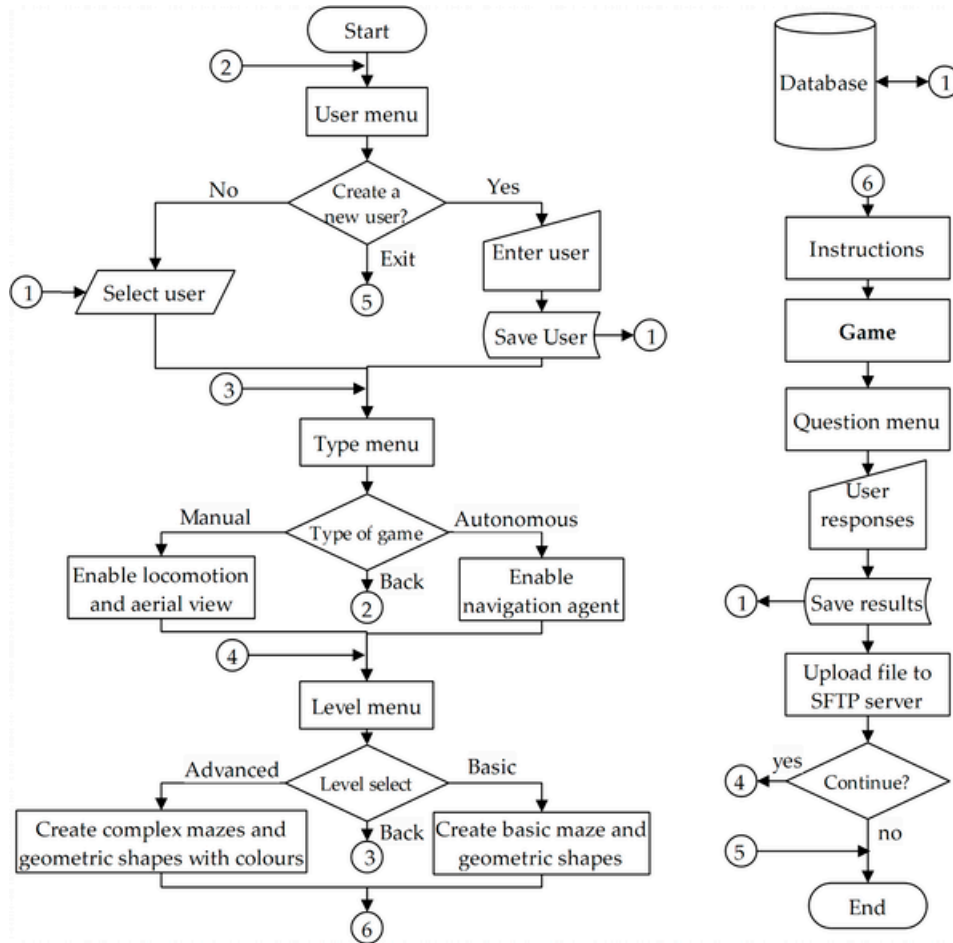 Start
2
User menu
No
Create a
new user?
Yes
Exit
5
1
Select user
Enter user
Save User
1
3
Type menu
Manual
Type of game
Autonomous
Back
2
Enable locomotion
and aerial view
Enable
navigation agent
4
Level menu
Advanced
Level select
Basic
Back
3
Create complex mazes and
geometric shapes with colours
Create basic maze and
geometric shapes
6
Database
1
6
Instructions
Game
Question menu
User
responses
1
Save results
Upload file to
SFTP server
yes
4
Continue?
no
5
End